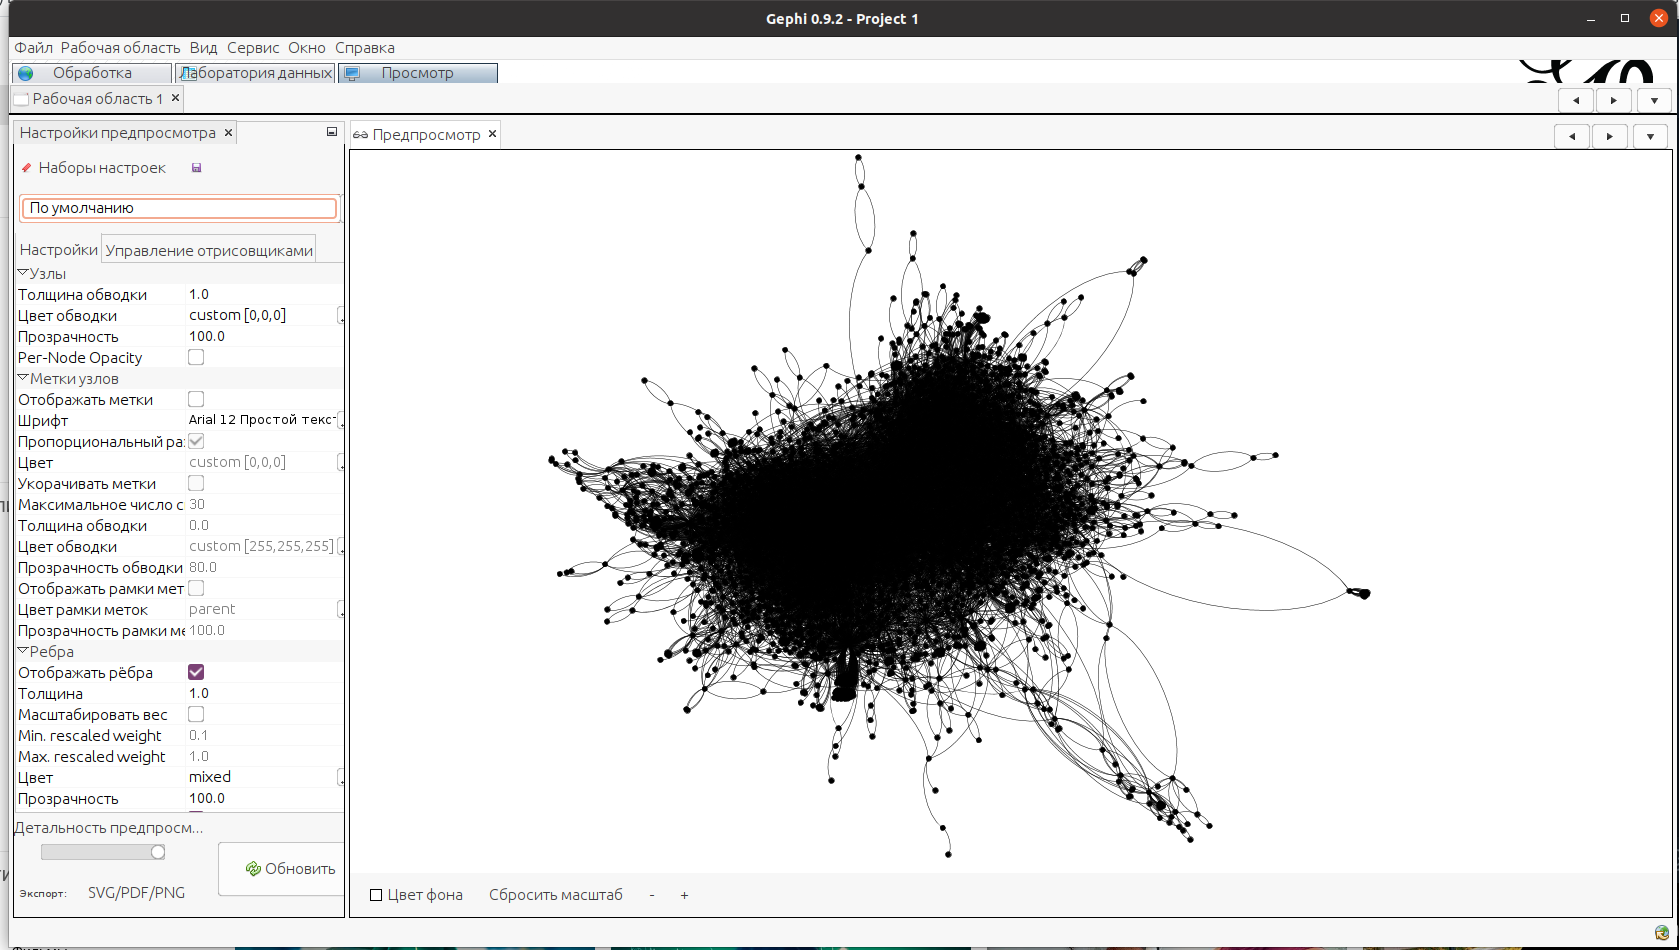 Gephi 0.9.2 - Project 1
Файл Рабочая область Вид Сервис Окно Справка
Обработка Лаборатория данных Просмотр
Рабочая область 1
Настройки предпросмотра Предпросмотр
Наборы настроек
По умолчанию
Настройки Управление отрисовщиками
Узлы
Толщина обводки 1.0
Цвет обводки custom [0,0,0]
Прозрачность 100.0
Per-Node Opacity
Метки узлов
Отображать метки
Шрифт Arial 12 Простой текст
Пропорциональный раз
Цвет custom [0,0,0]
Укорачивать метки
Максимальное число с 30
Толщина обводки 0.0
Цвет обводки custom [255,255,255]
Прозрачность обводки 80.0
Отображать рамки мет
Цвет рамки меток parent
Прозрачность рамки ме 100.0
Ребра
Отображать рёбра
Толщина 1.0
Масштабировать вес
Min. rescaled weight 0.1
Max. rescaled weight 1.0
Цвет mixed
Прозрачность 100.0
Детальность предпросм...
Обновить
Экспорт: SVG/PDF/PNG
Цвет фона Сбросить масштаб - +